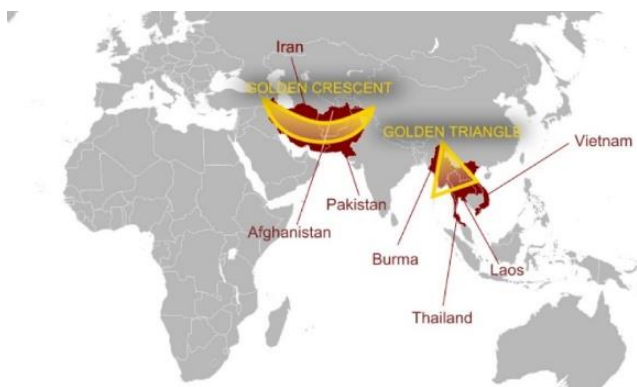 Iran
GOLDEN CRESCENT
GOLDEN TRIANGLE
Vietnam
Pakistan
Afghanistan
Burma
Laos
Thailand